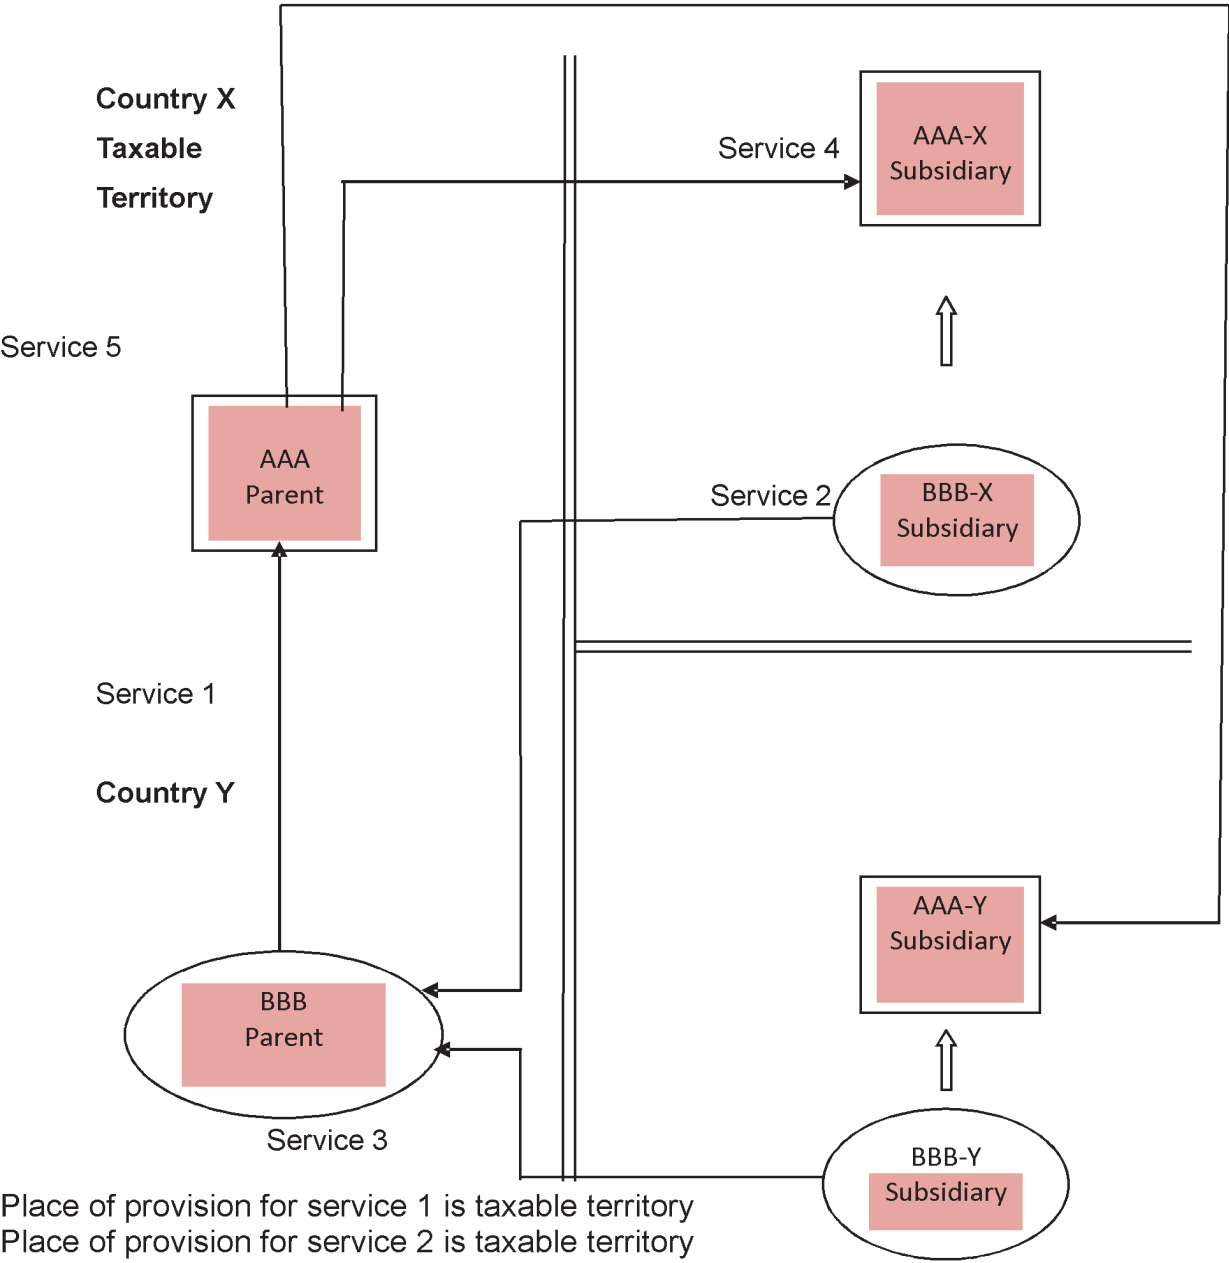 Country X
Taxable
Territory
Service 4
AAA-X
Subsidiary
Service 5
AAA
Parent
Service 2
BBB-X
Subsidiary
Service 1
Country Y
AAA-Y
Subsidiary
BBB
Parent
Service 3
BBB-Y
Subsidiary
Place of provision for service 1 is taxable territory
Place of provision for service 2 is taxable territory